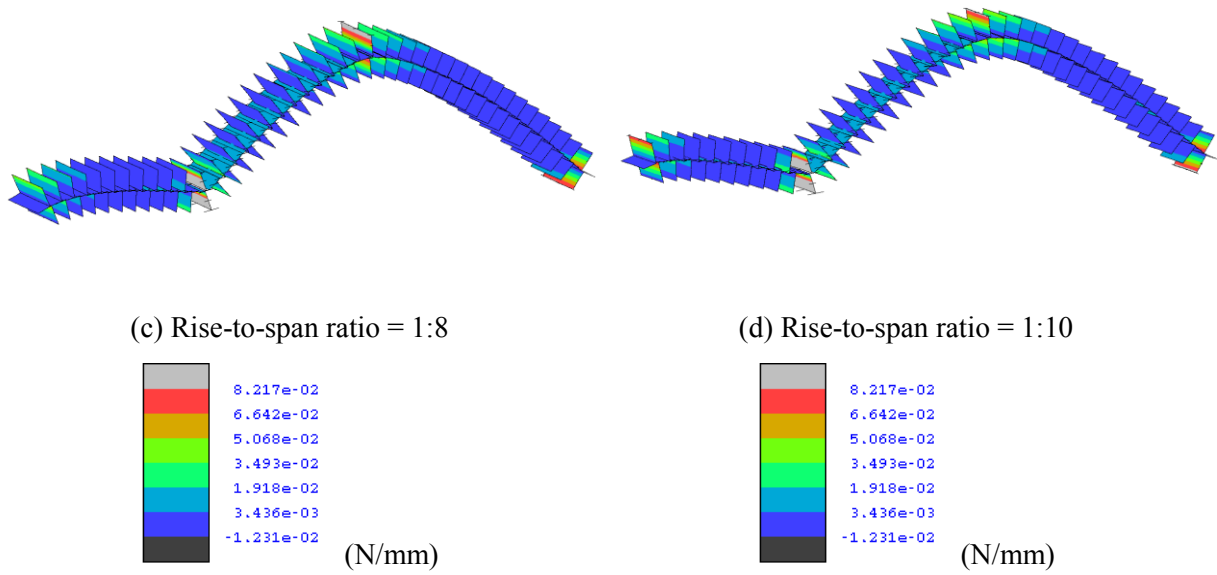 (c) Rise-to-span ratio = 1:8
(d) Rise-to-span ratio = 1:10
8.217e-02
6.642e-02
5.068e-02
3.493e-02
1.918e-02
3.436e-03
-1.231e-02
(N/mm)
8.217e-02
6.642e-02
5.068e-02
3.493e-02
1.918e-02
3.436e-03
-1.231e-02
(N/mm)